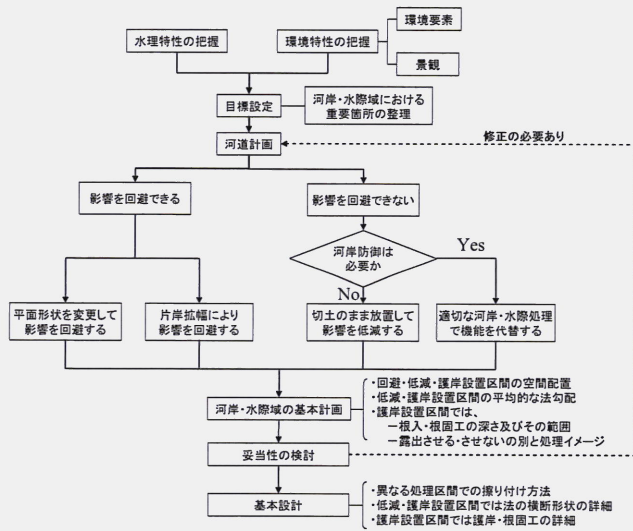 水理特性の把握
環境特性の把握
環境要素
景観
目標設定
河岸・水際域における
重要箇所の整理
河道計画
修正の必要あり
影響を回避できる
影響を回避できない
河岸防御は
必要か
Yes
No
平面形状を変更して
影響を回避する
片岸拡幅により
影響を回避する
切土のまま放置して
影響を低減する
適切な河岸・水際処理
で機能を代替する
河岸・水際域の基本計画
・回避・低減・護岸設置区間の空間配置
・低減・護岸設置区間の平均的な法勾配
・護岸設置区間では、
－根入・根固工の深さ及びその範囲
－露出させる・させないの別と処理イメージ
妥当性の検討
基本設計
・異なる処理区間での擦り付け方法
・低減・護岸設置区間では法の横断形状の詳細
・護岸設置区間では護岸・根固工の詳細